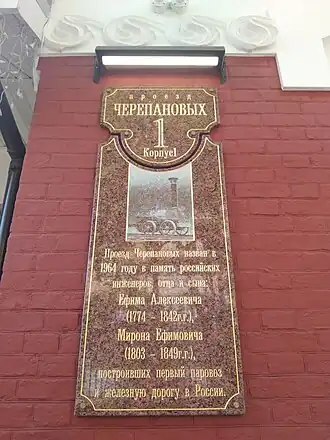 проезд
ЧЕРЕПАНОВЫХ
1
Корпус1
Проезд Черепановых назван в
1964 году в память российских
инженеров, отца и сына:
Ефима Алексеевича
(1774 - 1842г.г.),
Мирона Ефимовича
(1803 - 1849г.г.),
построивших первый паровоз
и железную дорогу в России.